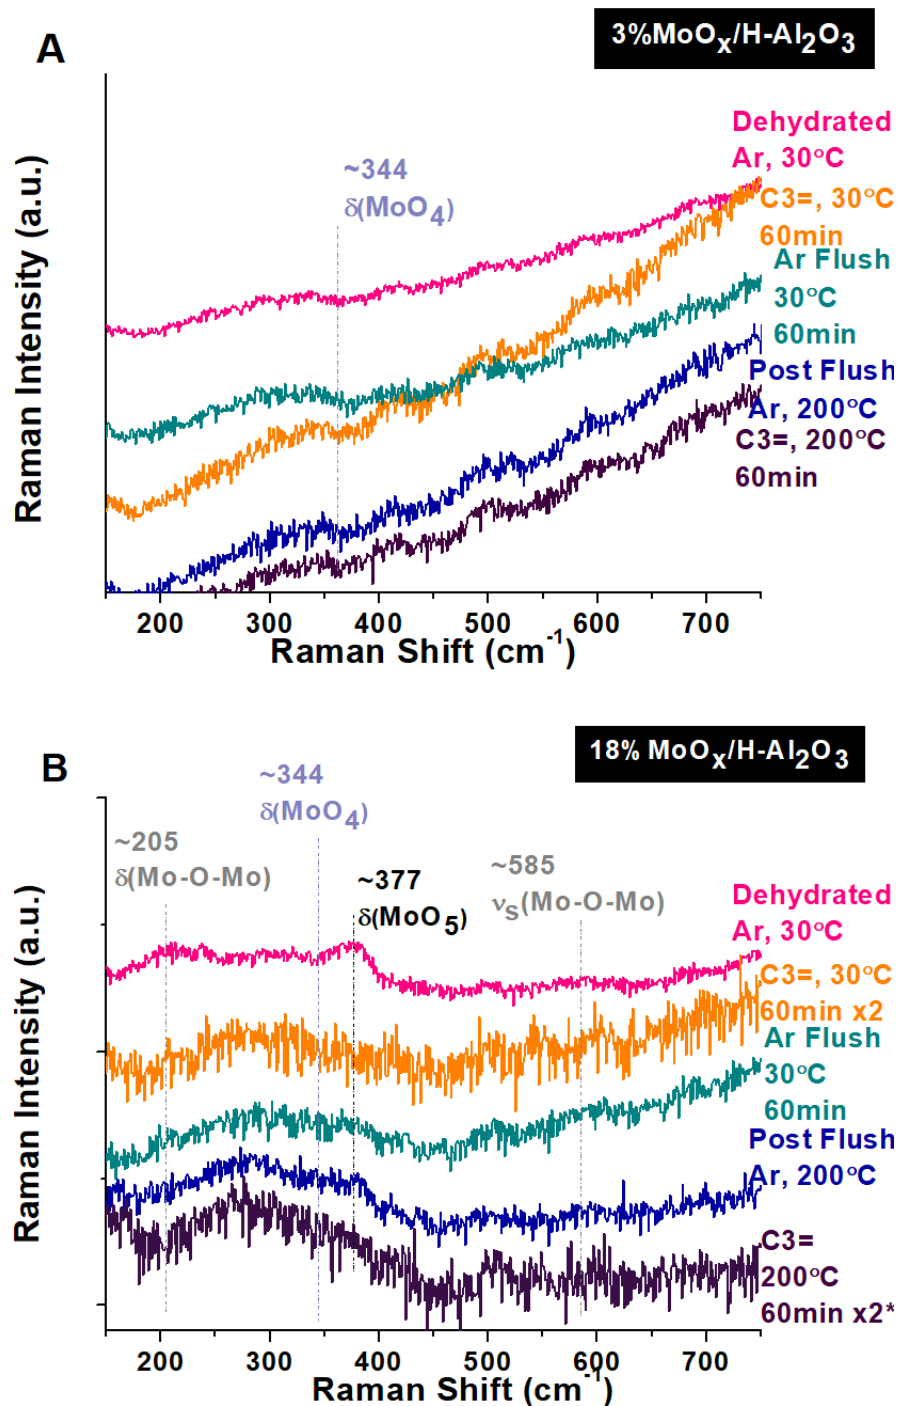 A
3%MoOx/H-Al2O3
Dehydrated
Ar, 30°C
~344
δ(MoO4)
C3=, 30°C
60min
Ar Flush
30°C
60min
Post Flush
Ar, 200°C
C3=, 200°C
60min
Raman Intensity (a.u.)
200 300 400 500 600 700
Raman Shift (cm-1)
B
18% MoOx/H-Al2O3
~344
δ(MoO4)
~205
δ(Mo-O-Mo)
~377
δ(MoO5)
~585
νs(Mo-O-Mo)
Dehydrated
Ar, 30°C
C3=, 30°C
60min x2
Ar Flush
30°C
60min
Post Flush
Ar, 200°C
C3=
200°C
60min x2*
Raman Intensity (a.u.)
200 300 400 500 600 700
Raman Shift (cm-1)